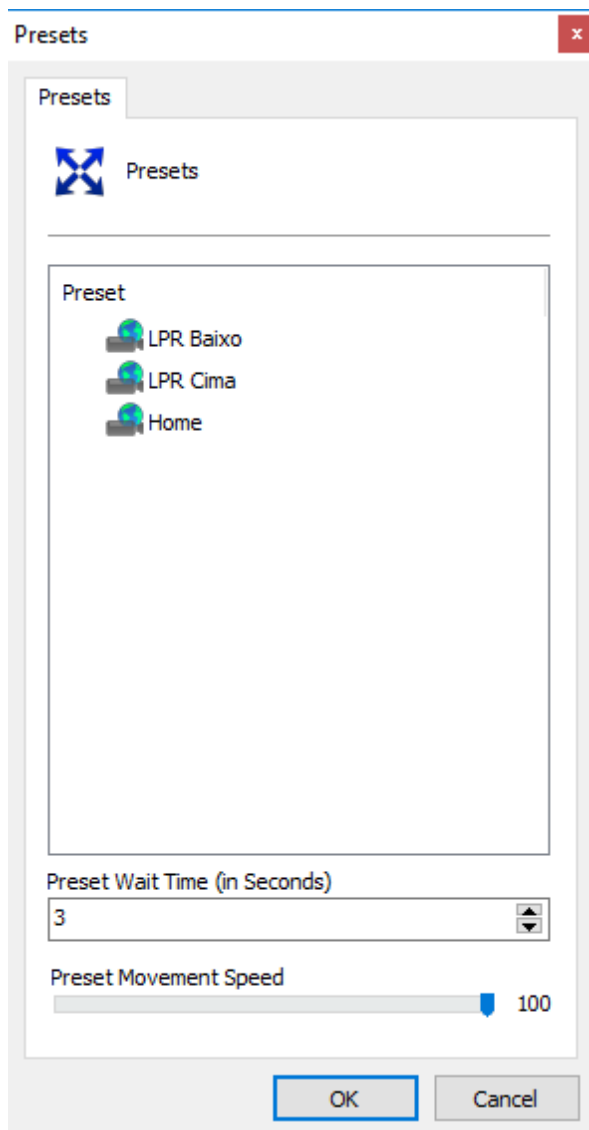 Presets
x
Presets
Presets
Preset
LPR Baixo
LPR Cima
Home
Preset Wait Time (in Seconds)
3
Preset Movement Speed
100
OK
Cancel